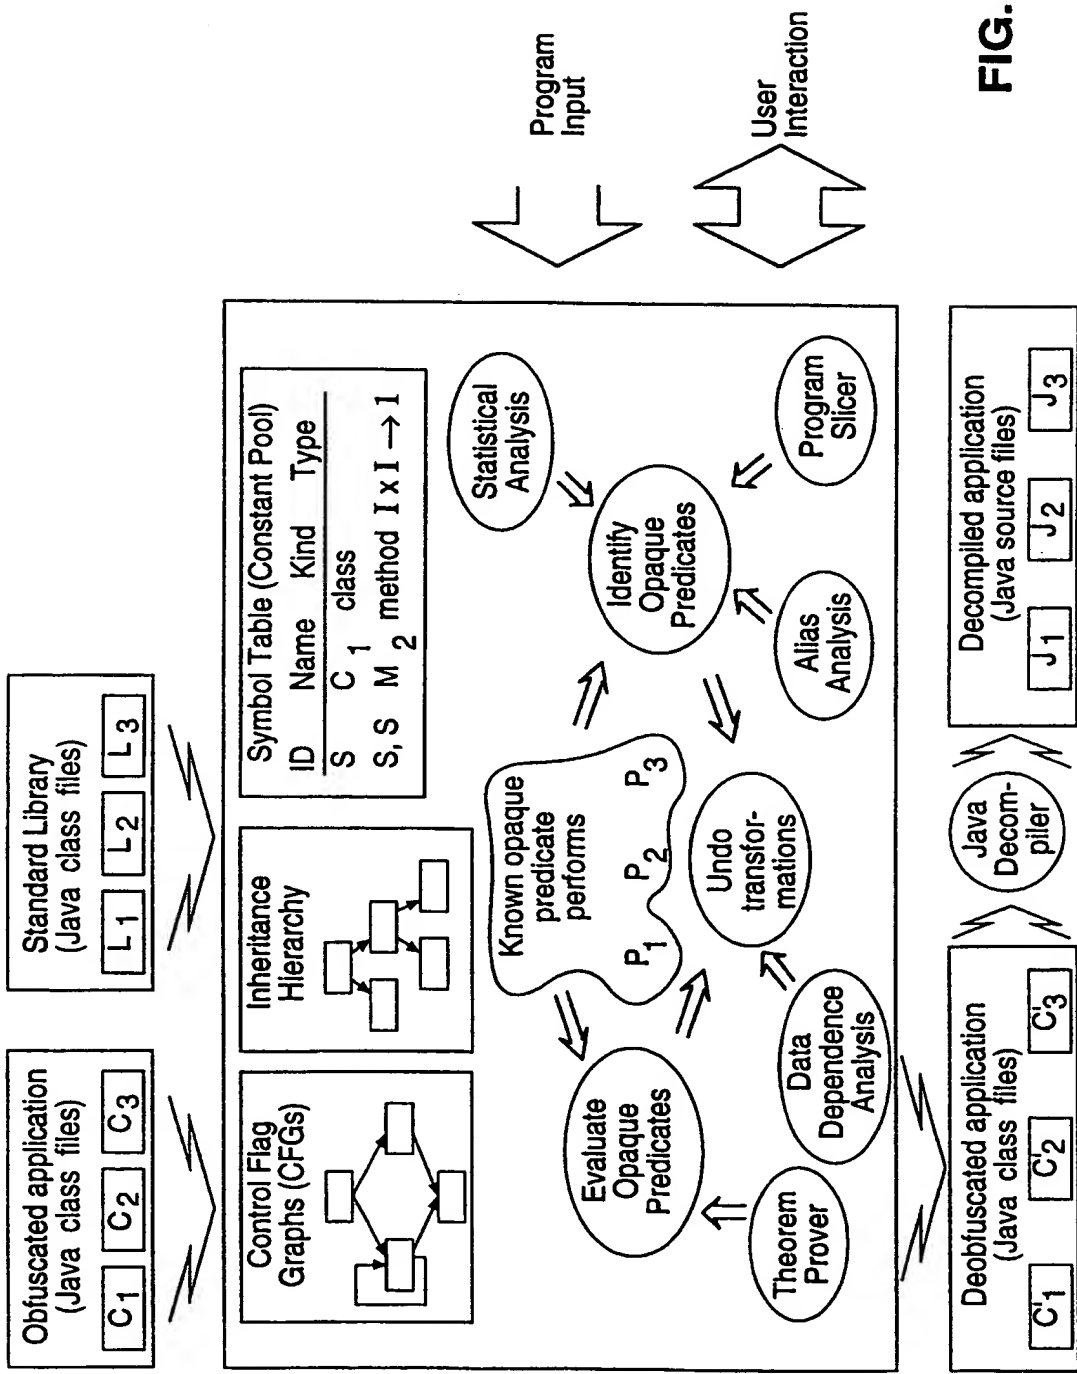 Obfuscated application
(Java class files)
C1 C2 C3
Standard Library
(Java class files)
L1 L2 L3
Control Flag
Graphs (CFGs)
Inheritance
Hierarchy
Symbol Table (Constant Pool)
ID Name Kind Type
S C1 class
S, S M2 method I x I → 1
Program
Input
User
Interaction
Known opaque
predicate
performs
P1 P2 P3
Statistical
Analysis
Evaluate
Opaque
Predicates
Identify
Opaque
Predicates
Undo
transfor-
mations
Theorem
Prover
Data
Dependence
Analysis
Alias
Analysis
Program
Slicer
Deobfuscated application
(Java class files)
C'1 C'2 C'3
Java
Decom-
piler
Decompiled application
(Java source files)
J1 J2 J3
FIG.